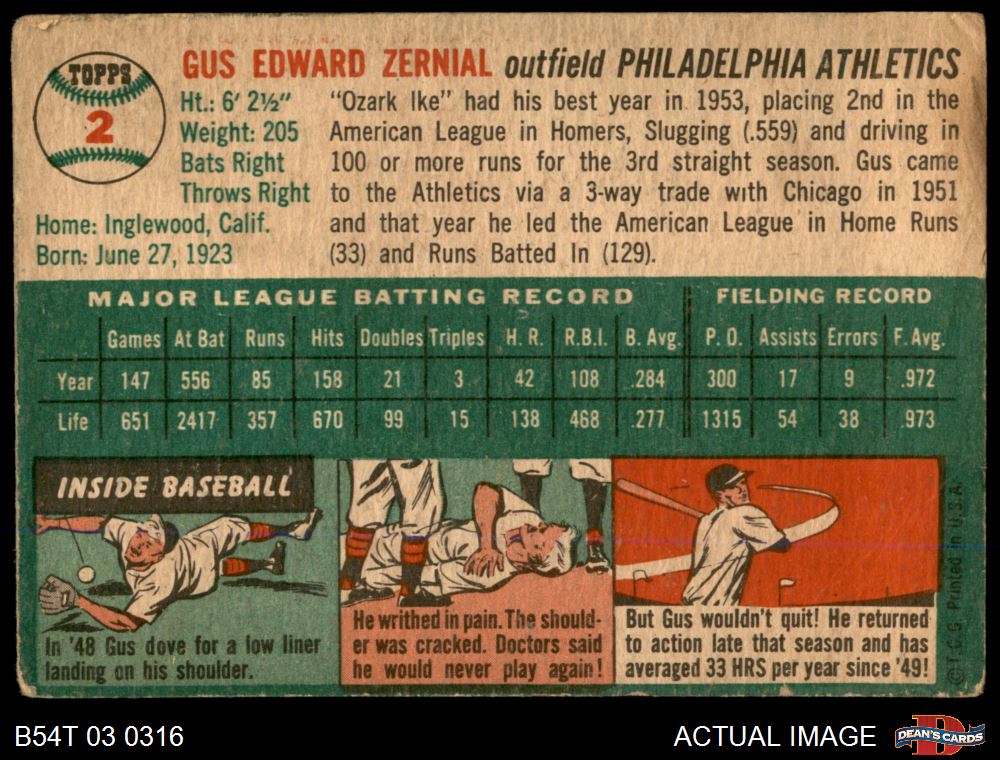 TOPPS
2
GUS EDWARD ZERNIAL outfield PHILADELPHIA ATHLETICS
Ht.: 6' 2½"
Weight: 205
Bats Right
Throws Right
Home: Inglewood, Calif.
Born: June 27, 1923
"Ozark Ike" had his best year in 1953, placing 2nd in the
American League in Homers, Slugging (.559) and driving in
100 or more runs for the 3rd straight season. Gus came
to the Athletics via a 3-way trade with Chicago in 1951
and that year he led the American League in Home Runs
(33) and Runs Batted In (129).
MAJOR LEAGUE BATTING RECORD FIELDING RECORD
Games At Bat Runs Hits Doubles Triples H. R. R.B.I. B. Avg. P. O. Assists Errors F. Avg.
Year 147 556 85 158 21 3 42 108 .284 300 17 9 .972
Life 651 2417 357 670 99 15 138 468 .277 1315 54 38 .973
INSIDE BASEBALL
In '48 Gus dove for a low liner
landing on his shoulder.
He writhed in pain. The should-
er was cracked. Doctors said
he would never play again!
But Gus wouldn't quit! He returned
to action late that season and has
averaged 33 HRS per year since '49!
© T. C. G. Printed in U. S. A.
B54T 03 0316
ACTUAL IMAGE
D
DEAN'S CARDS